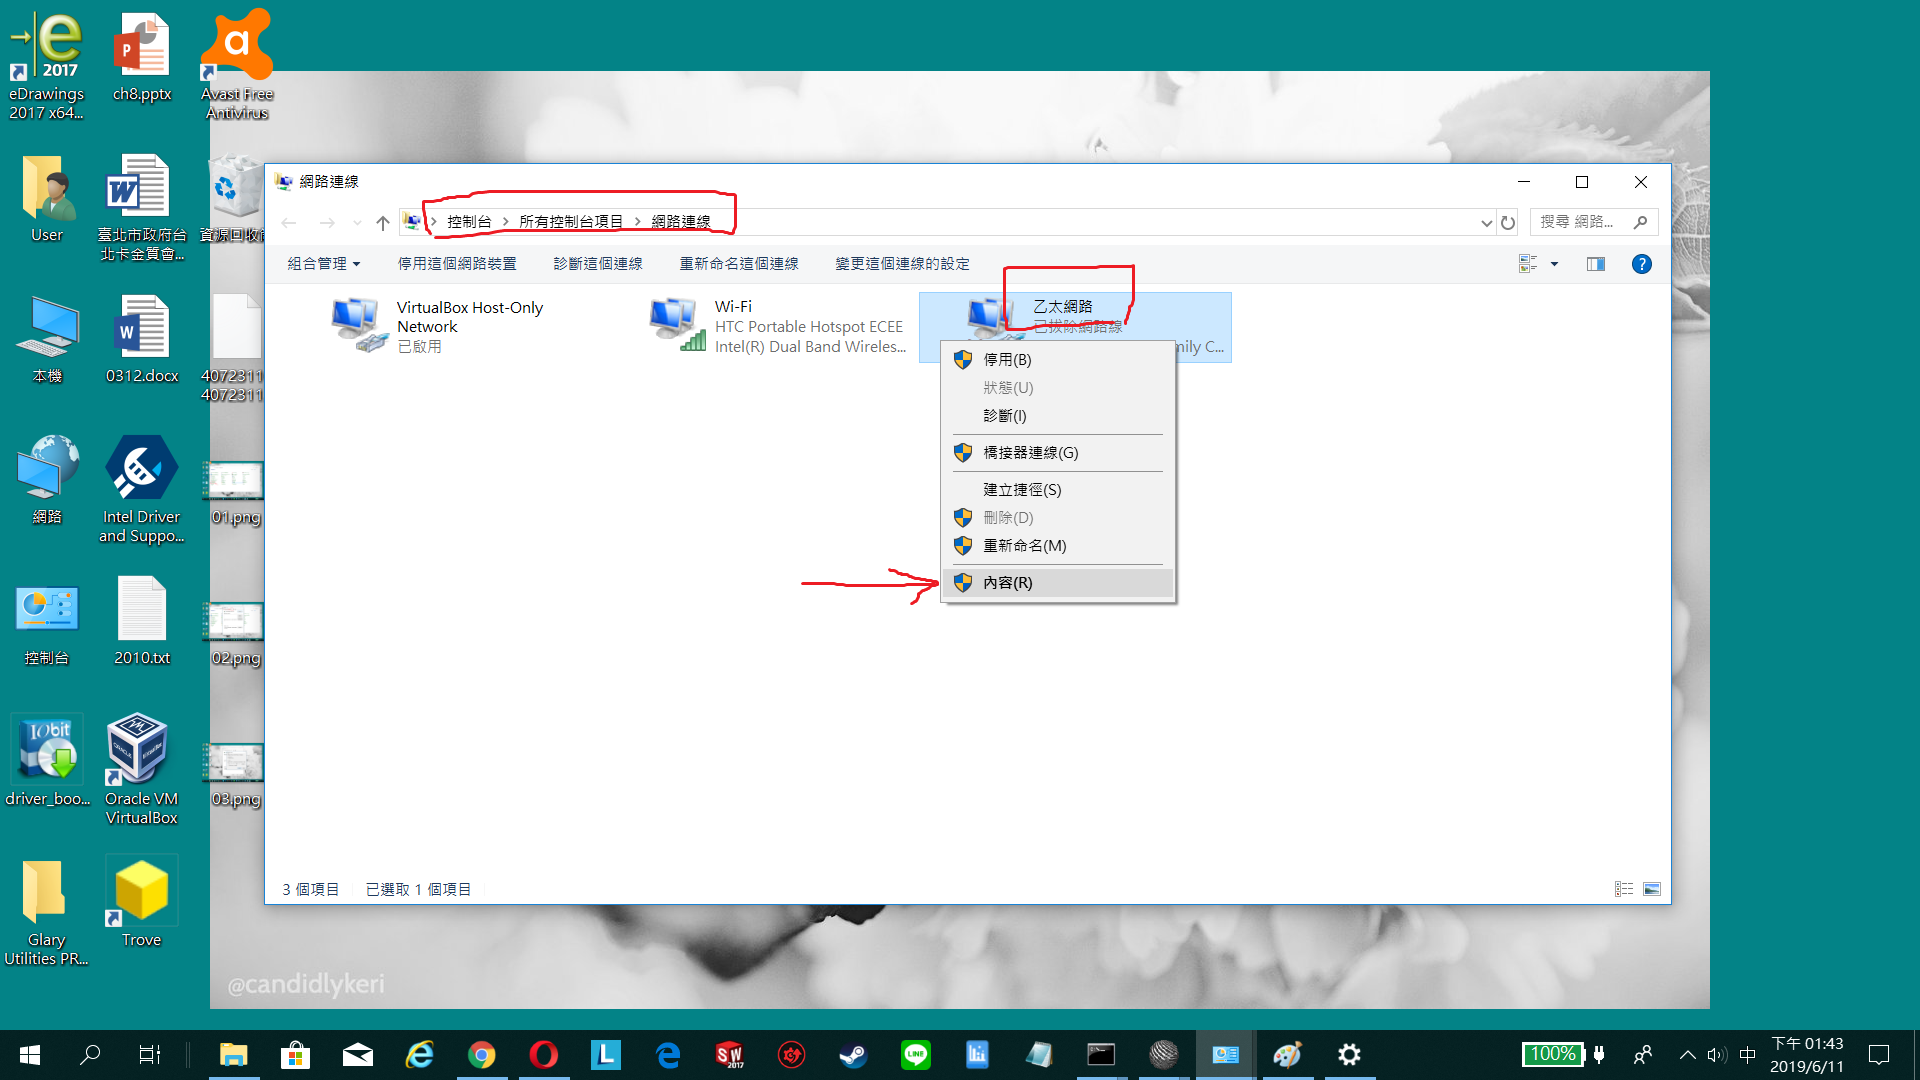 eDrawings
2017 x64...
ch8.pptx
Avast Free
Antivirus
User
臺北市政府台
北卡金質會...
資源回收
本機
0312.docx
4072311
4072311
網路
Intel Driver
and Suppo...
01.png
控制台
2010.txt
02.png
driver_boo...
Oracle VM
VirtualBox
03.png
Glary
Utilities PR...
Trove
網路連線
控制台 > 所有控制台項目 > 網路連線
搜尋 網路...
組合管理
停用這個網路裝置
診斷這個連線
重新命名這個連線
變更這個連線的設定
VirtualBox Host-Only
Network
已啟用
Wi-Fi
HTC Portable Hotspot ECEE
Intel(R) Dual Band Wireles...
乙太網路
已拔除網路線
mily C...
停用(B)
狀態(U)
診斷(I)
橋接器連線(G)
建立捷徑(S)
刪除(D)
重新命名(M)
內容(R)
3 個項目
已選取 1 個項目
@candidlykeri
100%
中
下午 01:43
2019/6/11